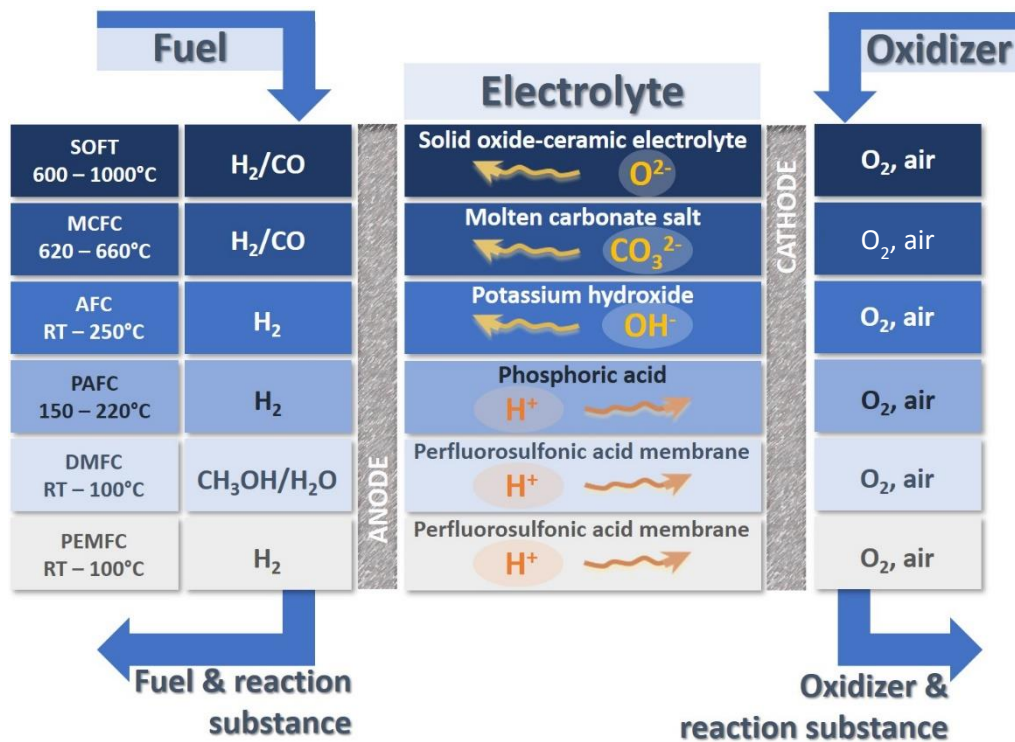 Fuel
Oxidizer
Electrolyte
SOFT
600 – 1000°C
H₂/CO
Solid oxide-ceramic electrolyte
O²⁻
O₂, air
MCFC
620 – 660°C
H₂/CO
Molten carbonate salt
CO₃²⁻
O₂, air
AFC
RT – 250°C
H₂
Potassium hydroxide
OH⁻
O₂, air
PAFC
150 – 220°C
H₂
Phosphoric acid
H⁺
O₂, air
DMFC
RT – 100°C
CH₃OH/H₂O
Perfluorosulfonic acid membrane
H⁺
O₂, air
PEMFC
RT – 100°C
H₂
Perfluorosulfonic acid membrane
H⁺
O₂, air
ANODE
CATHODE
Fuel & reaction
substance
Oxidizer &
reaction substance